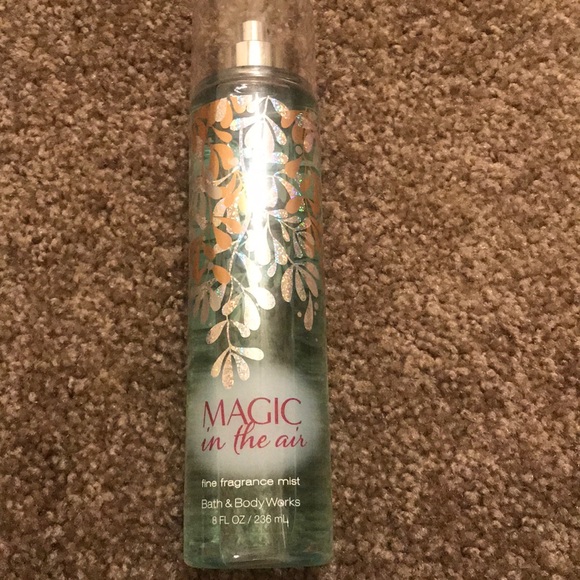 MAGIC
in the air
fine fragrance mist
Bath & Body Works
8 FL OZ / 236 mL